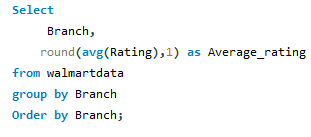 Select
Branch,
round(avg(Rating),1) as Average_rating
from walmartdata
group by Branch
Order by Branch;